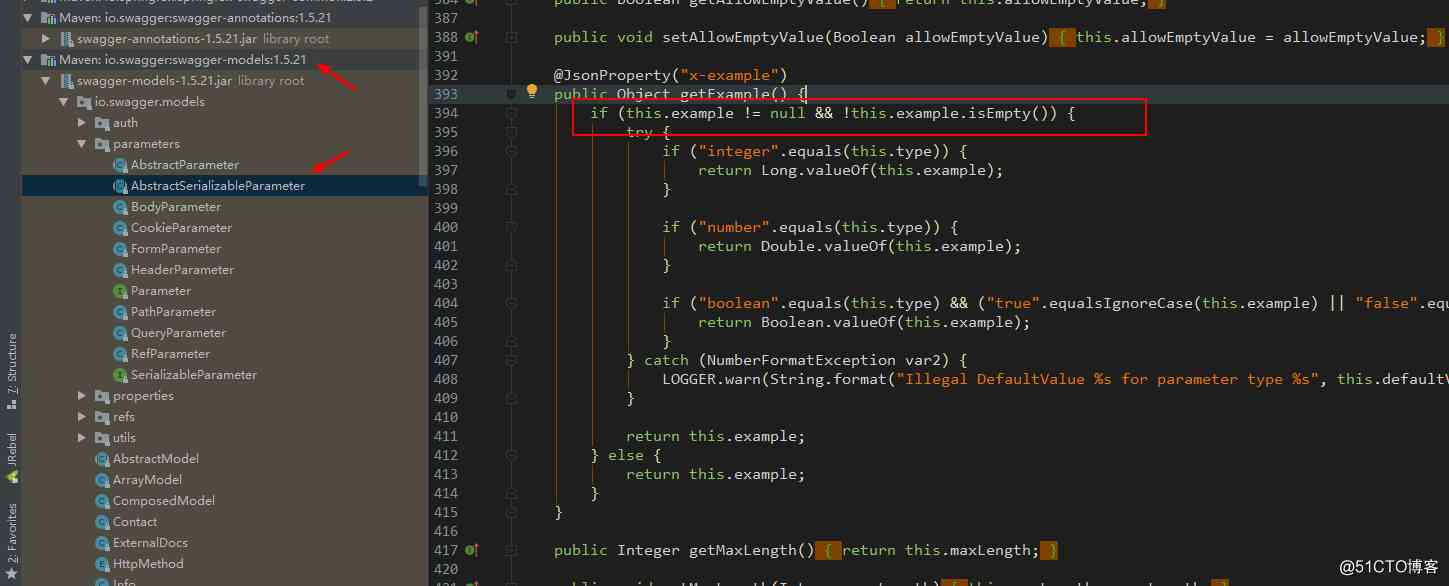 Maven: io.swagger:swagger-annotations:1.5.21
swagger-annotations-1.5.21.jar library root
Maven: io.swagger:swagger-models:1.5.21
swagger-models-1.5.21.jar library root
io.swagger.models
auth
parameters
AbstractParameter
AbstractSerializableParameter
BodyParameter
CookieParameter
FormParameter
HeaderParameter
Parameter
PathParameter
QueryParameter
RefParameter
SerializableParameter
properties
refs
utils
AbstractModel
ArrayModel
ComposedModel
Contact
ExternalDocs
HttpMethod
Info
7: Structure
JRebel
2: Favorites
384 public Boolean getAllowEmptyValue() { return this.allowEmptyValue; }
387
388 public void setAllowEmptyValue(Boolean allowEmptyValue) { this.allowEmptyValue = allowEmptyValue; }
391
392 @JsonProperty("x-example")
393 public Object getExample() {
394 if (this.example != null && !this.example.isEmpty()) {
395 try {
396 if ("integer".equals(this.type)) {
397 return Long.valueOf(this.example);
398 }
399
400 if ("number".equals(this.type)) {
401 return Double.valueOf(this.example);
402 }
403
404 if ("boolean".equals(this.type) && ("true".equalsIgnoreCase(this.example) || "false".equ
405 return Boolean.valueOf(this.example);
406 }
407 } catch (NumberFormatException var2) {
408 LOGGER.warn(String.format("Illegal DefaultValue %s for parameter type %s", this.defaultV
409 }
410
411 return this.example;
412 } else {
413 return this.example;
414 }
415 }
416
417 public Integer getMaxLength() { return this.maxLength; }
420
@51CTO博客